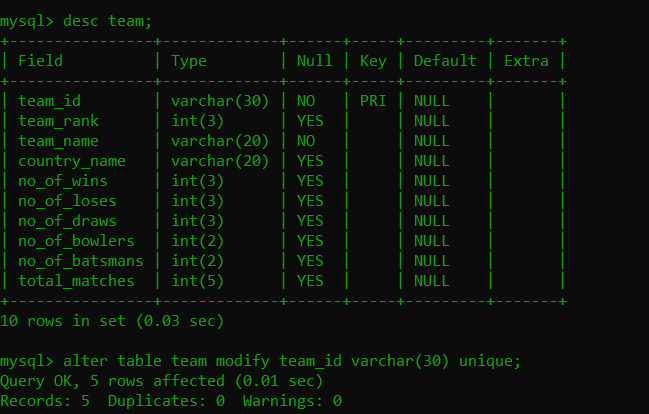 mysql> desc team;
+---------------+-------------+------+-----+---------+-------+
| Field         | Type        | Null | Key | Default | Extra |
+---------------+-------------+------+-----+---------+-------+
| team_id       | varchar(30) | NO   | PRI | NULL    |       |
| team_rank     | int(3)      | YES  |     | NULL    |       |
| team_name     | varchar(20) | NO   |     | NULL    |       |
| country_name  | varchar(20) | YES  |     | NULL    |       |
| no_of_wins    | int(3)      | YES  |     | NULL    |       |
| no_of_loses   | int(3)      | YES  |     | NULL    |       |
| no_of_draws   | int(3)      | YES  |     | NULL    |       |
| no_of_bowlers | int(2)      | YES  |     | NULL    |       |
| no_of_batsmans | int(2)      | YES  |     | NULL    |       |
| total_matches | int(5)      | YES  |     | NULL    |       |
+---------------+-------------+------+-----+---------+-------+
10 rows in set (0.03 sec)
mysql> alter table team modify team_id varchar(30) unique;
Query OK, 5 rows affected (0.01 sec)
Records: 5  Duplicates: 0  Warnings: 0